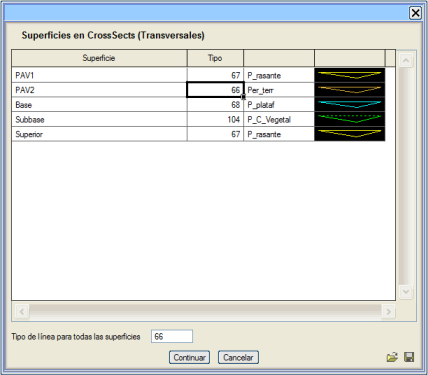 Superficies en CrossSects (Transversales)
Superficie Tipo
PAV1 67 P_rasante
PAV2 66 Per_terr
Base 68 P_plataf
Subbase 104 P_C_Vegetal
Superior 67 P_rasante
Tipo de línea para todas las superficies 66
Continuar Cancelar